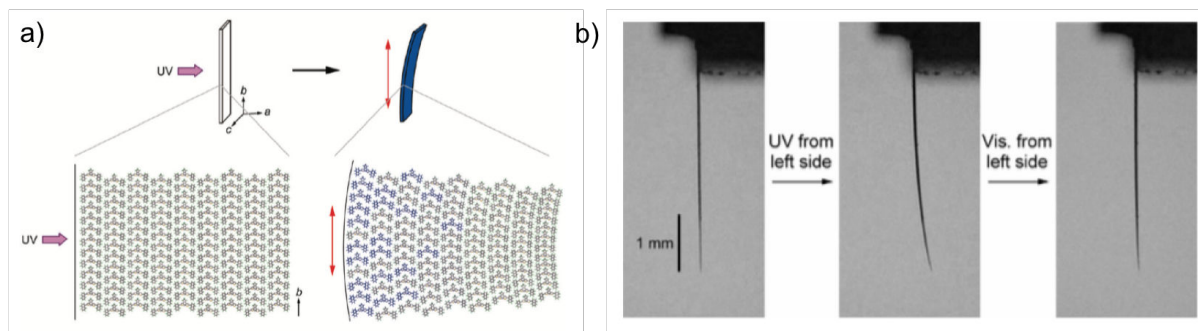 a)
UV
b
a
c
UV
b
b)
UV from
left side
Vis. from
left side
1 mm